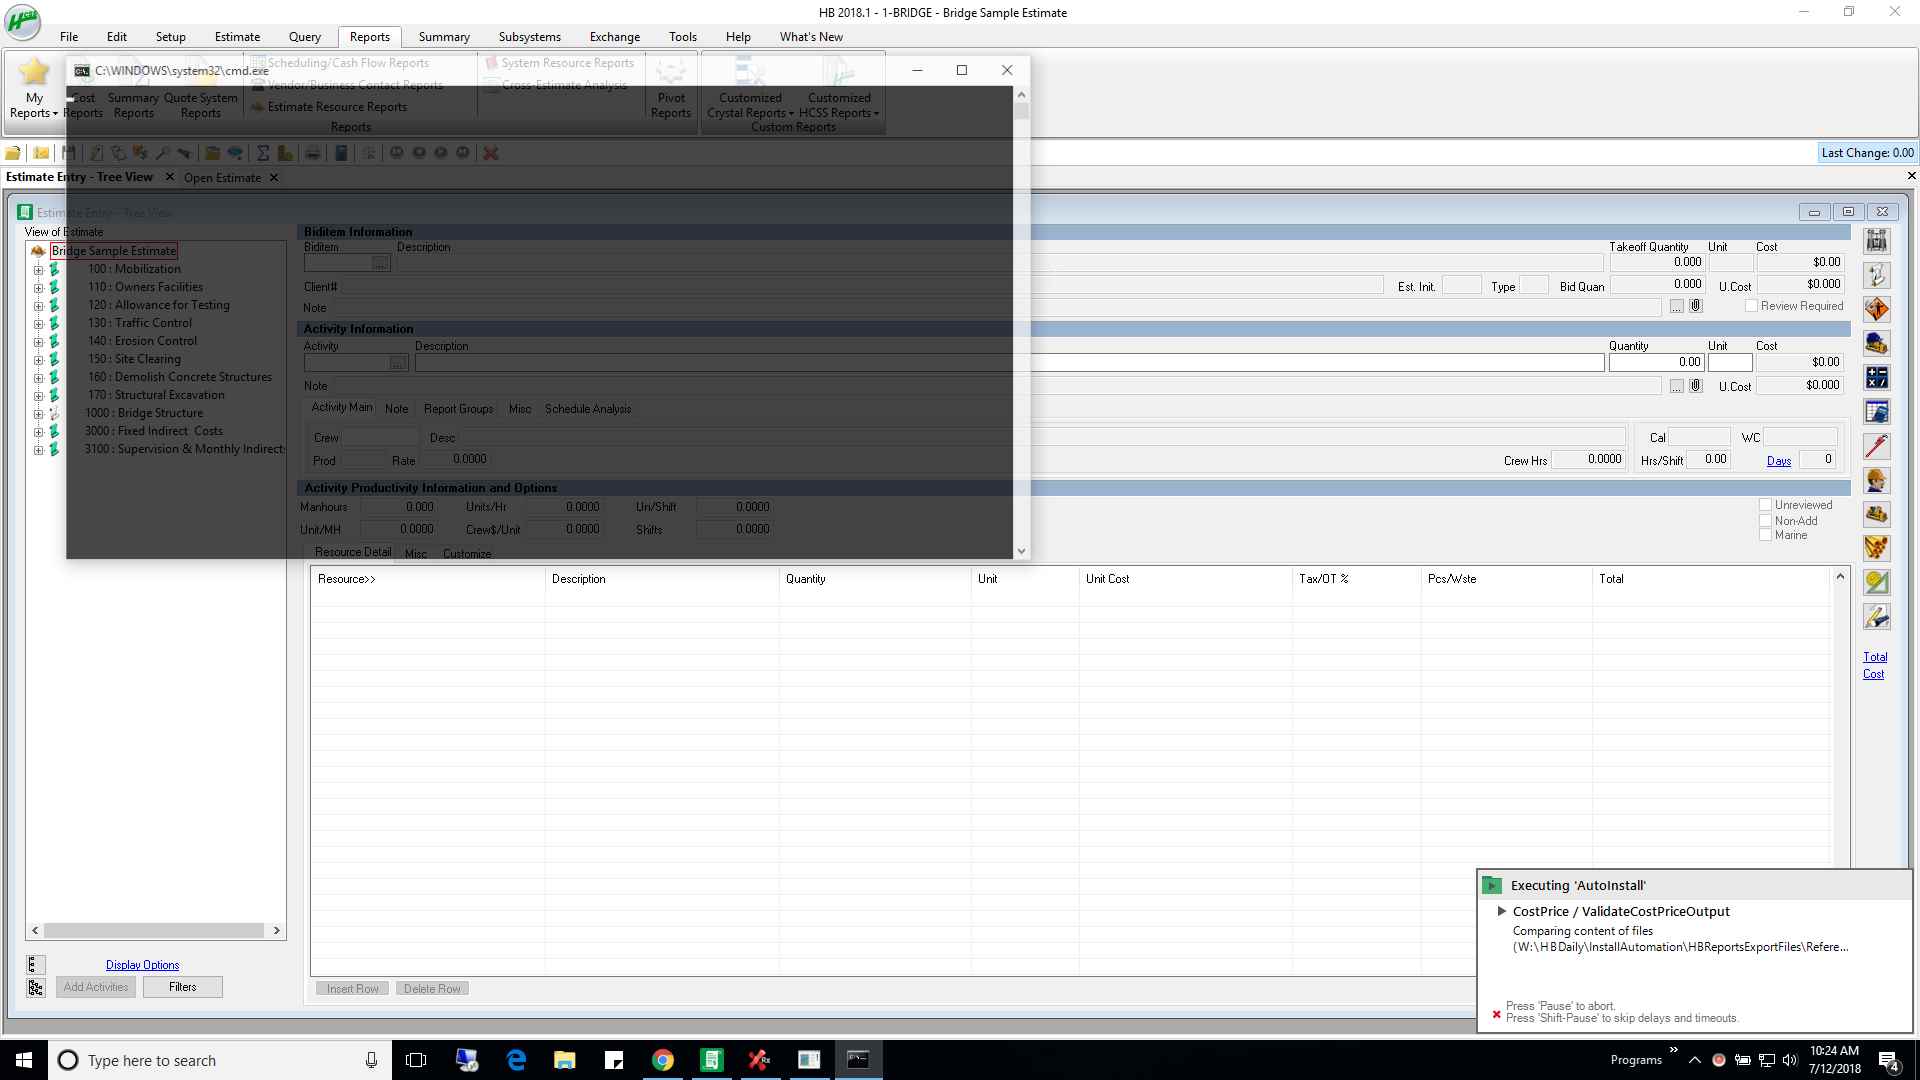 HB 2018.1 - 1-BRIDGE - Bridge Sample Estimate
File Edit Setup Estimate Query Reports Summary Subsystems Exchange Tools Help What's New
C:\WINDOWS\system32\cmd.exe
Scheduling/Cash Flow Reports
System Resource Reports
Vendor/Business Contact Reports
Cross-Estimate Analysis
Estimate Resource Reports
My Reports
Cost Reports
Summary Reports
Quote System Reports
Pivot Reports
Customized Crystal Reports
Customized HCSS Reports
Reports
Custom Reports
Last Change: 0.00
Estimate Entry - Tree View
Open Estimate
Estimate Entry - Tree View
View of Estimate
Bridge Sample Estimate
100 : Mobilization
110 : Owners Facilities
120 : Allowance for Testing
130 : Traffic Control
140 : Erosion Control
150 : Site Clearing
160 : Demolish Concrete Structures
170 : Structural Excavation
1000 : Bridge Structure
3000 : Fixed Indirect Costs
3100 : Supervision & Monthly Indirects
Display Options
Add Activities
Filters
Biditem Information
Biditem Description Takeoff Quantity Unit Cost
0.000 $0.00
Client# Est. Init. Type Bid Quan 0.000 U.Cost $0.000
Note ... Review Required
Activity Information
Activity Description Quantity Unit Cost
0.00 $0.00
Note ... U.Cost $0.000
Activity Main Note Report Groups Misc Schedule Analysis
Crew Desc Cal WC
Prod Rate 0.0000 Crew Hrs 0.0000 Hrs/Shift 0.00 Days 0
Activity Productivity Information and Options
Manhours 0.000 Units/Hr 0.0000 Un/Shift 0.0000
Unit/MH 0.0000 Crew$/Unit 0.0000 Shifts 0.0000
Unreviewed
Non-Add
Marine
Resource Detail Misc Customize
Resource>> Description Quantity Unit Unit Cost Tax/OT % Pcs/Wste Total
Total Cost
Insert Row Delete Row
Executing 'AutoInstall'
CostPrice / ValidateCostPriceOutput
Comparing content of files
(W:\HBDaily\InstallAutomation\HBReportsExportFiles\Refere...
Press 'Pause' to abort.
Press 'Shift-Pause' to skip delays and timeouts.
Type here to search
Programs
10:24 AM
7/12/2018
4